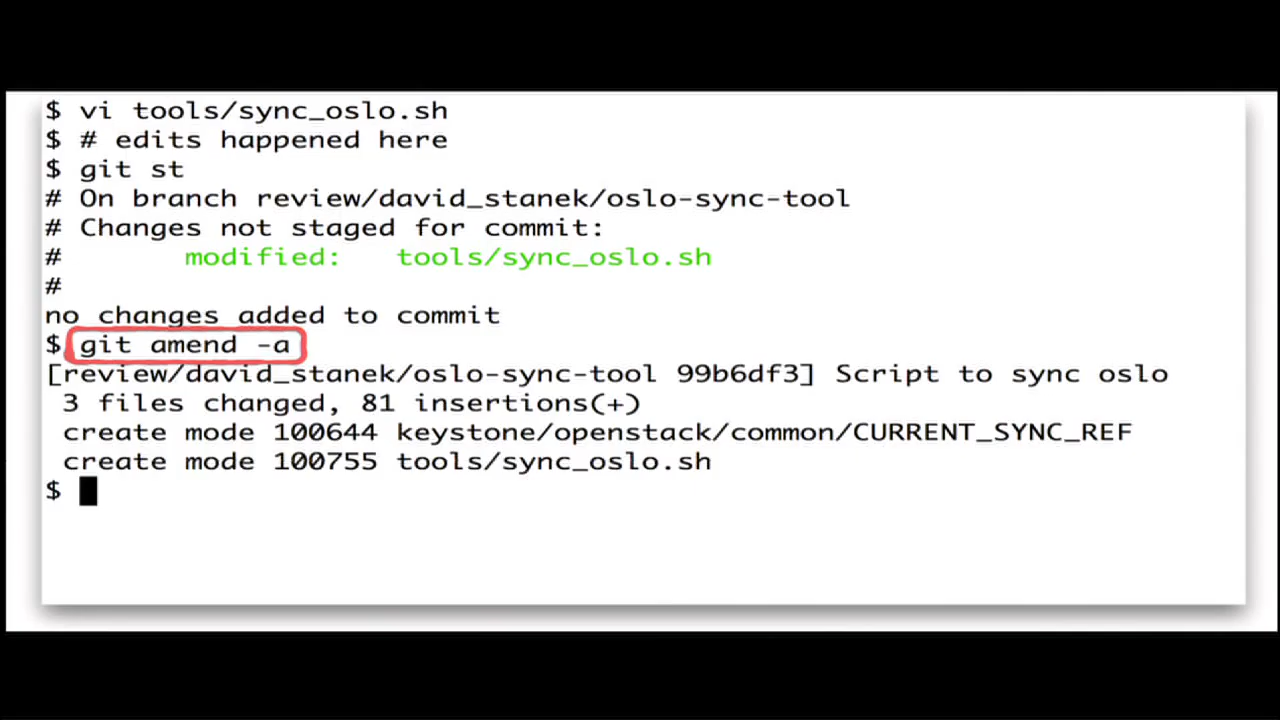 $ vi tools/sync_oslo.sh
$ # edits happened here
$ git st
# On branch review/david_stanek/oslo-sync-tool
# Changes not staged for commit:
#       modified:   tools/sync_oslo.sh
#
no changes added to commit
$ git amend -a
[review/david_stanek/oslo-sync-tool 99b6df3] Script to sync oslo
 3 files changed, 81 insertions(+)
 create mode 100644 keystone/openstack/common/CURRENT_SYNC_REF
 create mode 100755 tools/sync_oslo.sh
$